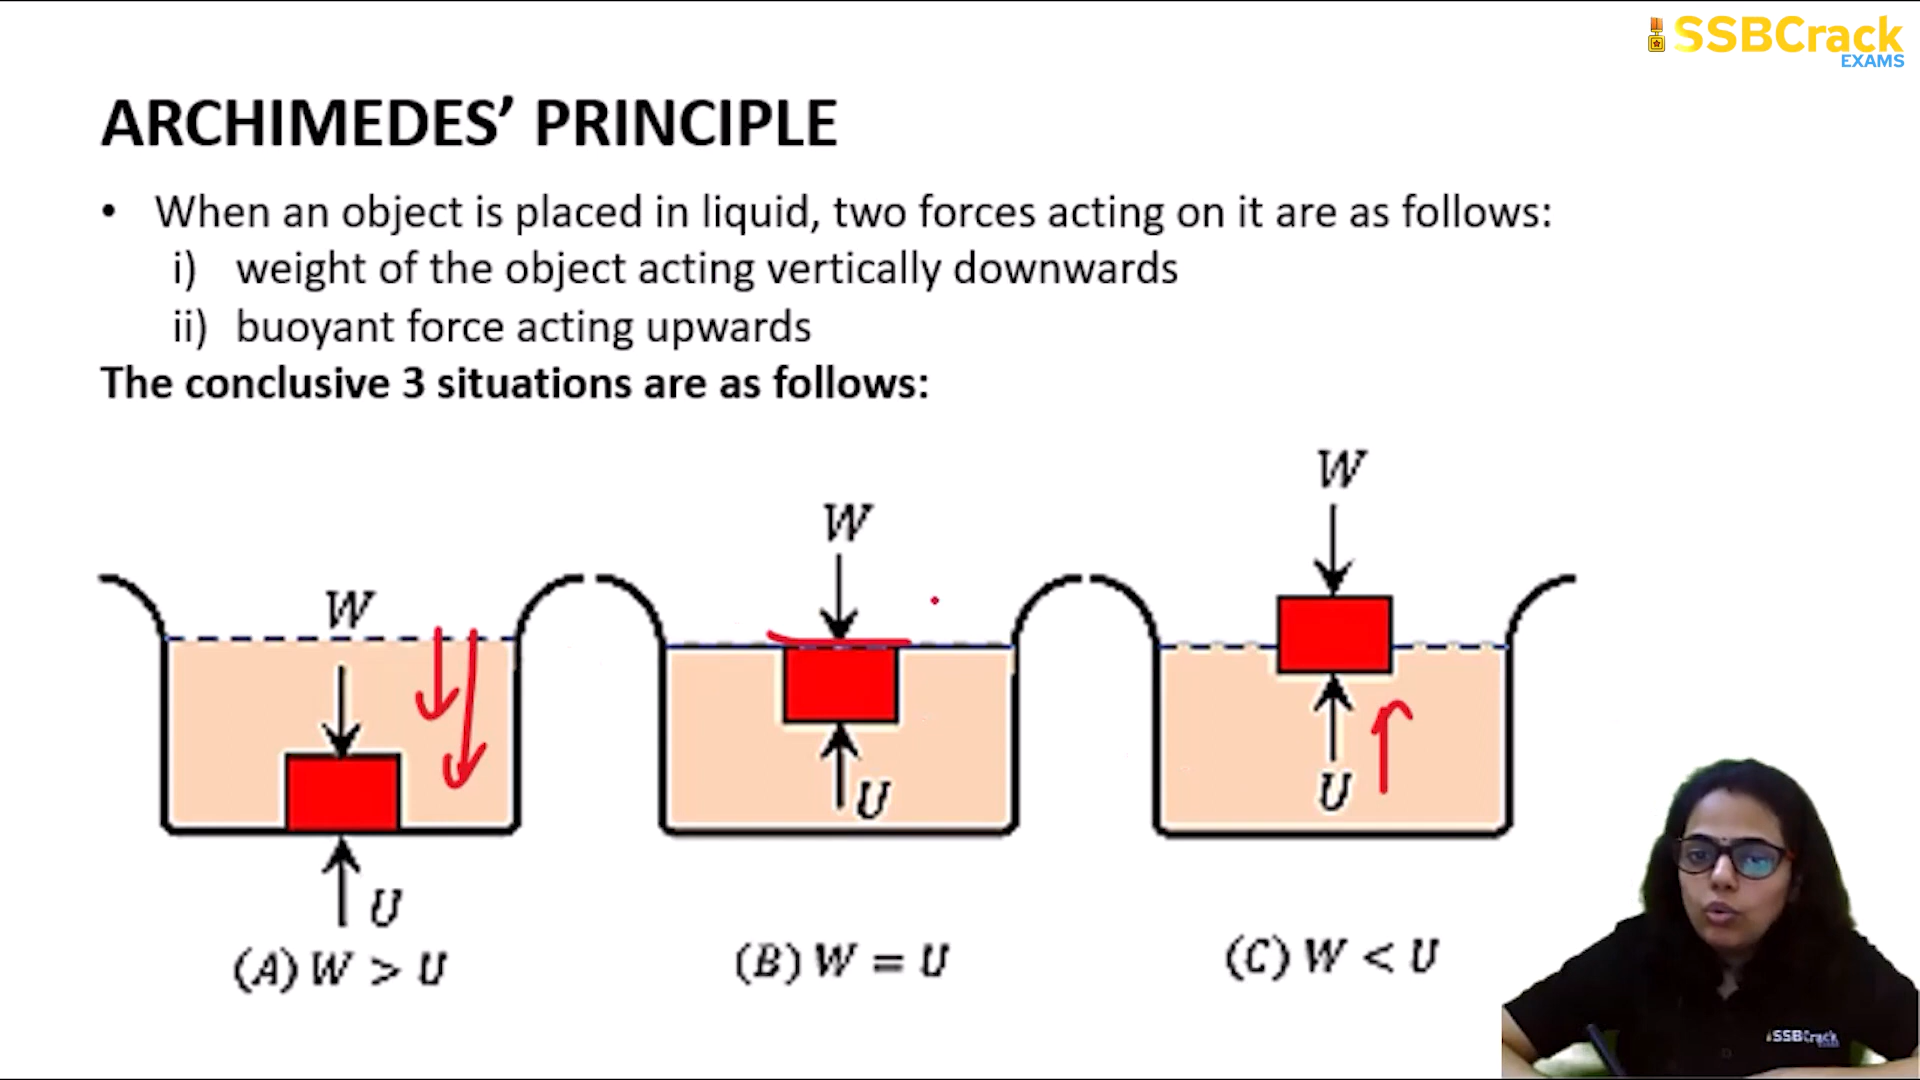 SSBCrack
EXAMS
ARCHIMEDES’ PRINCIPLE
• When an object is placed in liquid, two forces acting on it are as follows:
i) weight of the object acting vertically downwards
ii) buoyant force acting upwards
The conclusive 3 situations are as follows:
W
U
(A) W > U
W
U
(B) W = U
W
U
(C) W < U
SSBCrack